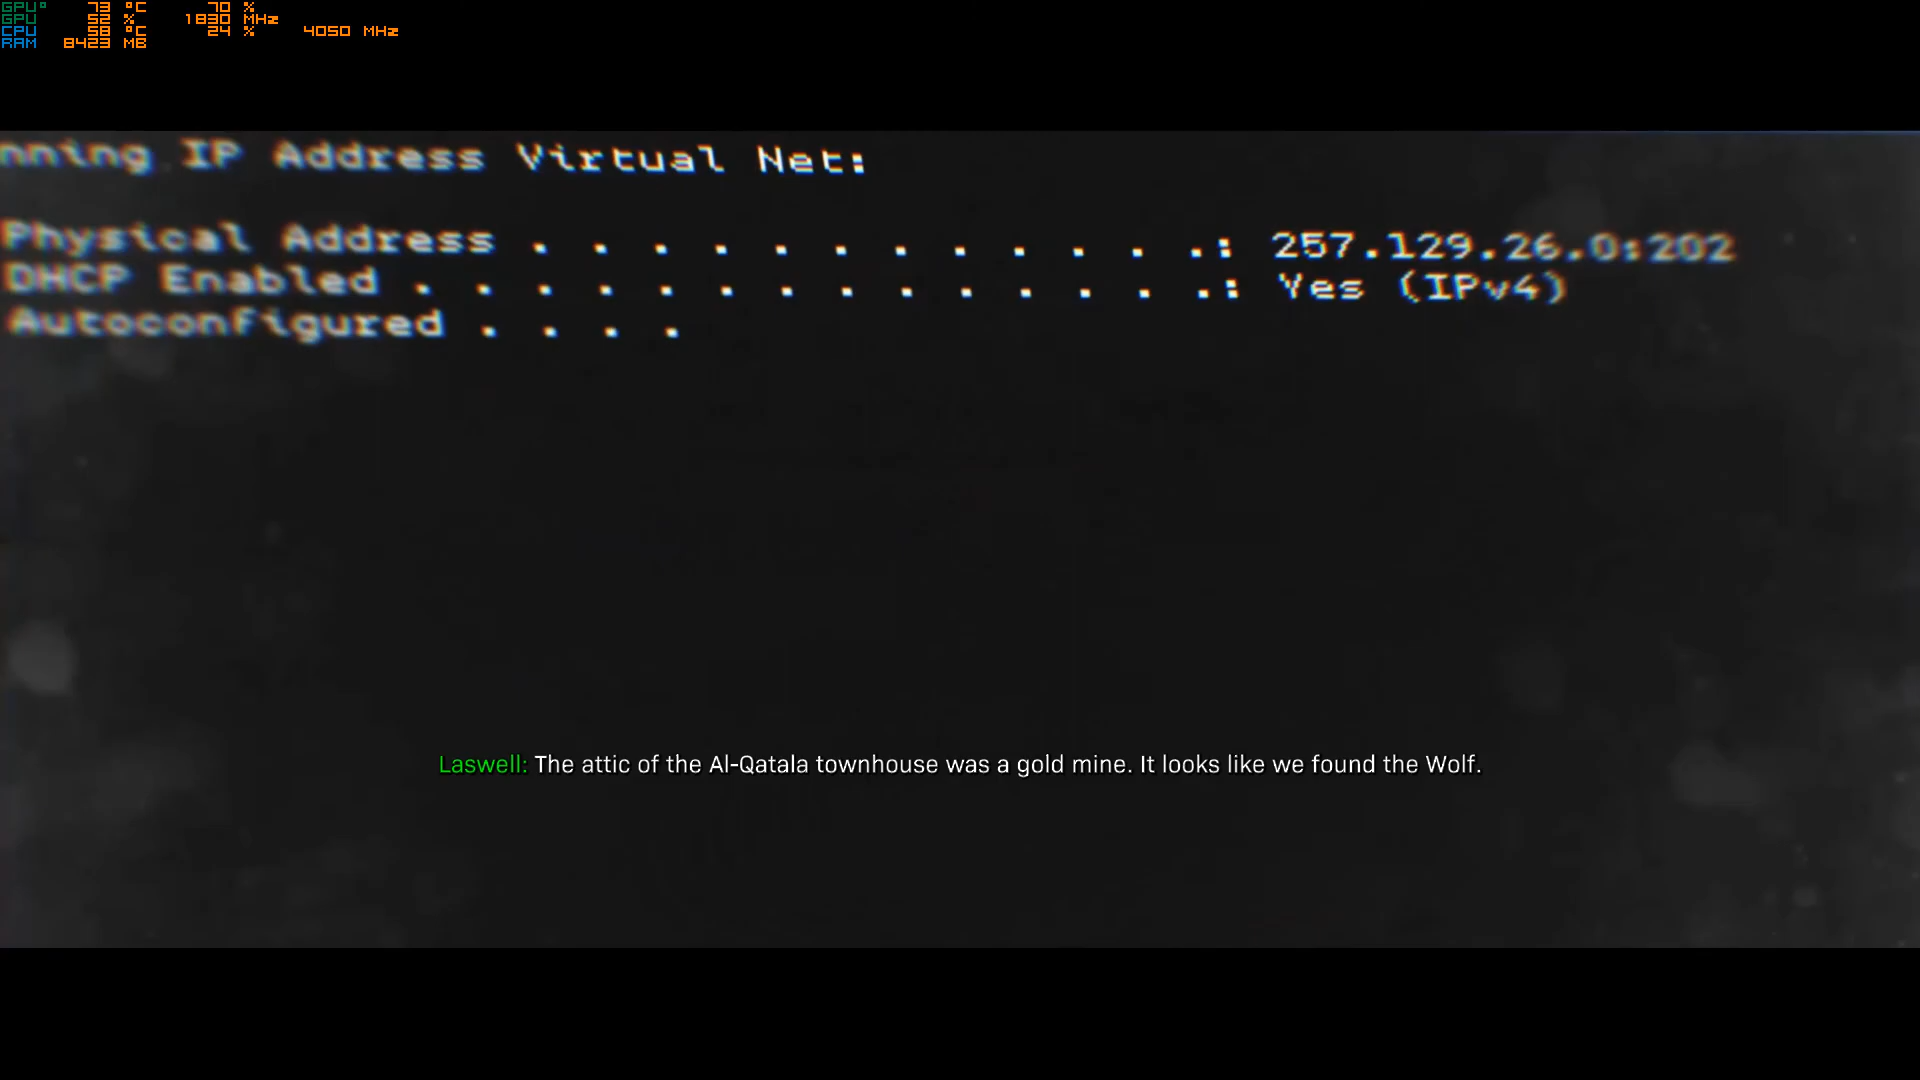 GPU° 73 °C 70 %
GPU 52 % 1830 MHz
CPU 58 °C 24 % 4050 MHz
RAM 8423 MB
nning IP Address Virtual Net:
Physical Address . . . . . . . . . . . .: 257.129.26.0:202
DHCP Enabled . . . . . . . . . . . . . .: Yes (IPv4)
Autoconfigured . . . .
Laswell: The attic of the Al-Qatala townhouse was a gold mine. It looks like we found the Wolf.